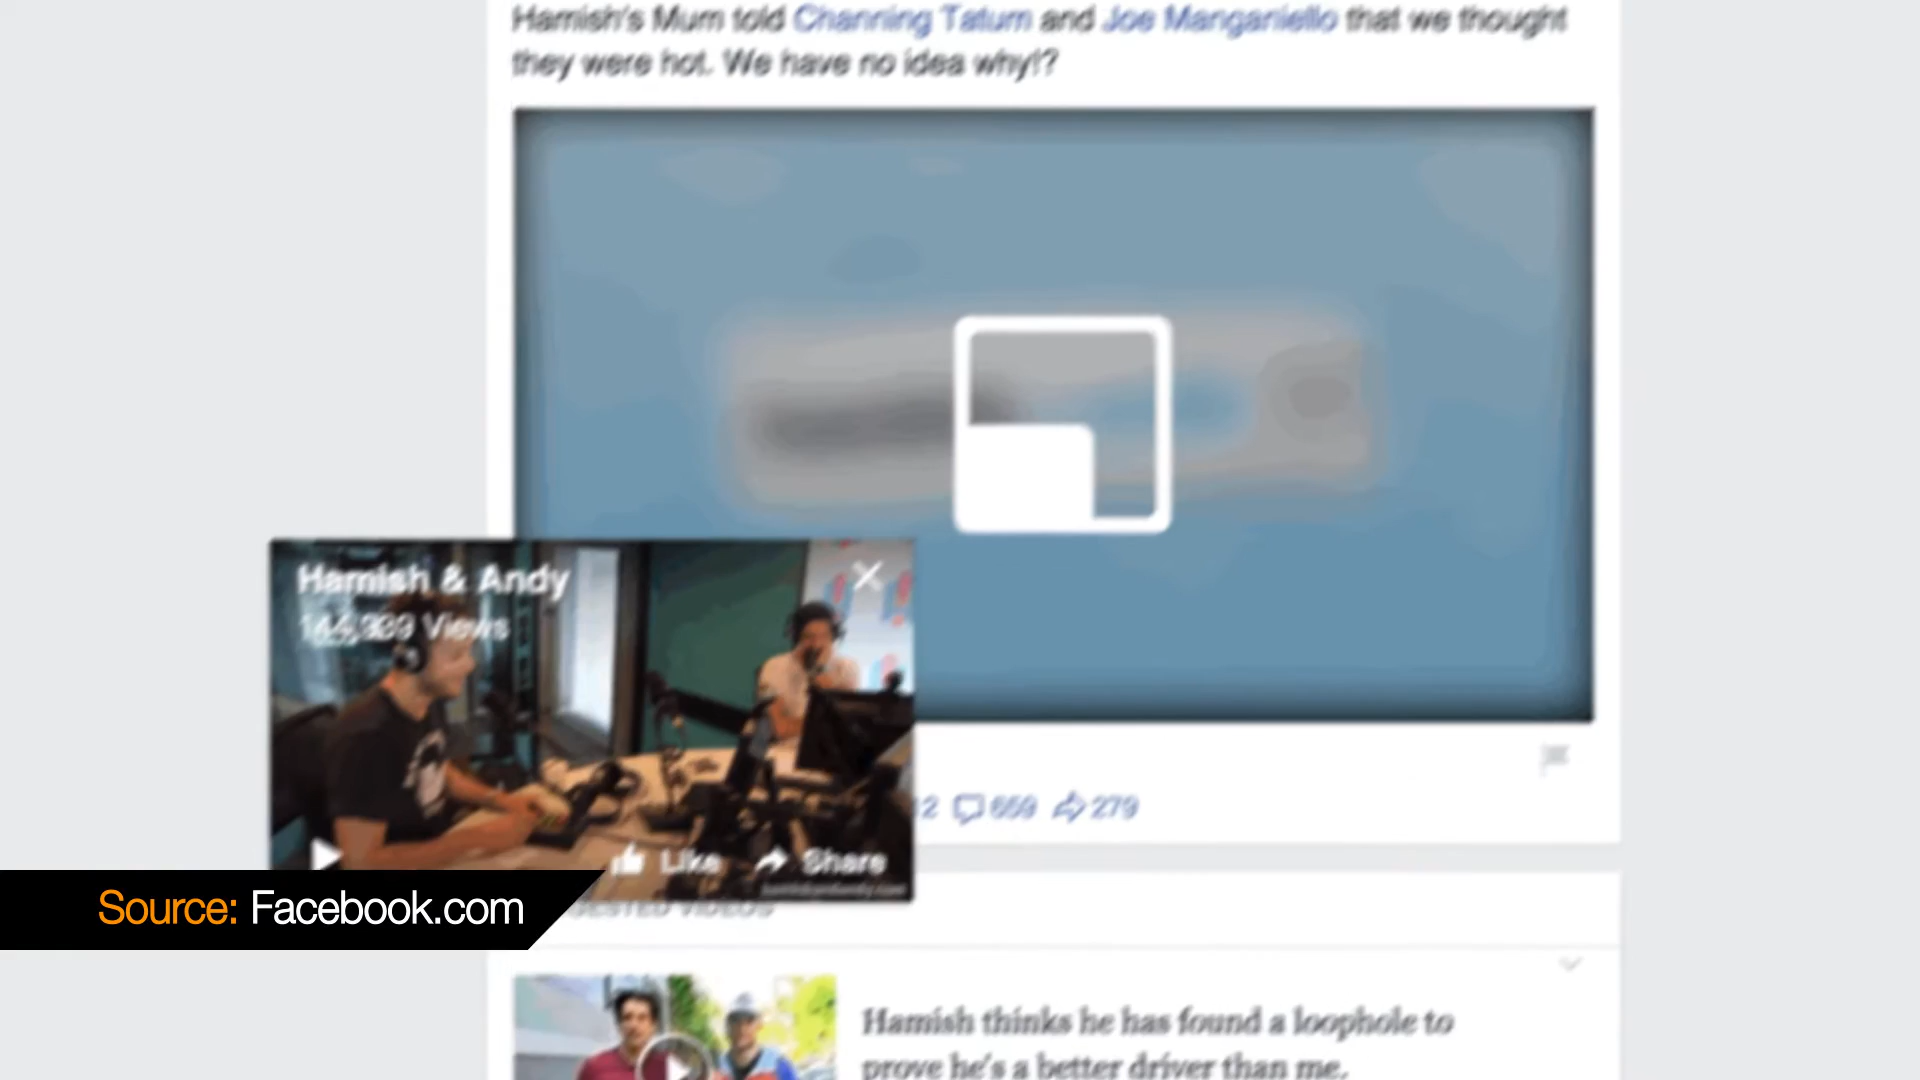 Hamish's Mum told Channing Tatum and Joe Manganiello that we thought
they were hot. We have no idea why!?
Hamish & Andy
Views
Like Share
659 279
Source: Facebook.com
VIDEOS
Hamish thinks he has found a loophole to
prove he's a better driver than me.